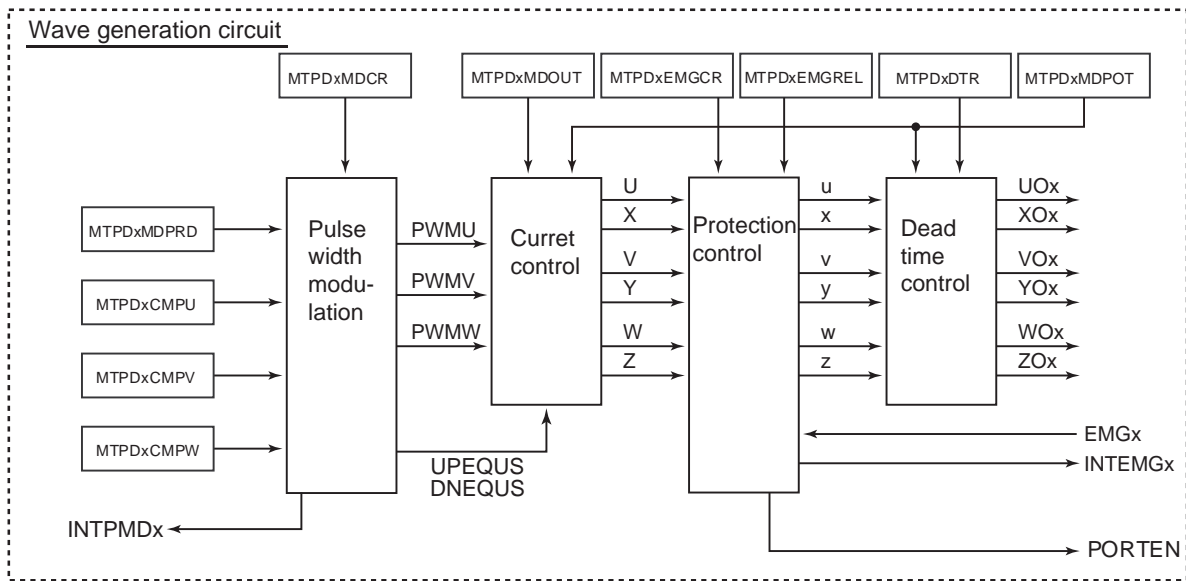 Wave generation circuit
MTPDxMDCR
MTPDxMDOUT
MTPDxEMGCR
MTPDxEMGREL
MTPDxDTR
MTPDxMDPOT
MTPDxMDPRD
MTPDxCMPU
MTPDxCMPV
MTPDxCMPW
Pulse
width
modu-
lation
PWMU
PWMV
PWMW
UPEQUS
DNEQUS
INTPMDx
Curret
control
U
X
V
Y
W
Z
Protection
control
u
x
v
y
w
z
Dead
time
control
UOx
XOx
VOx
YOx
WOx
ZOx
EMGx
INTEMGx
PORTEN